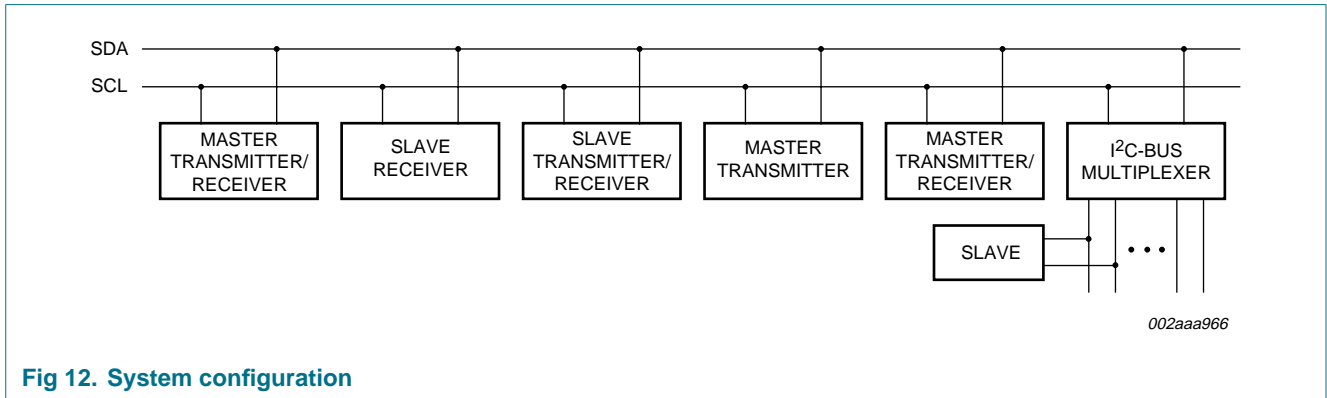 SDA
SCL
MASTER
TRANSMITTER/
RECEIVER
SLAVE
RECEIVER
SLAVE
TRANSMITTER/
RECEIVER
MASTER
TRANSMITTER
MASTER
TRANSMITTER/
RECEIVER
I²C-BUS
MULTIPLEXER
SLAVE
002aaa966
Fig 12. System configuration